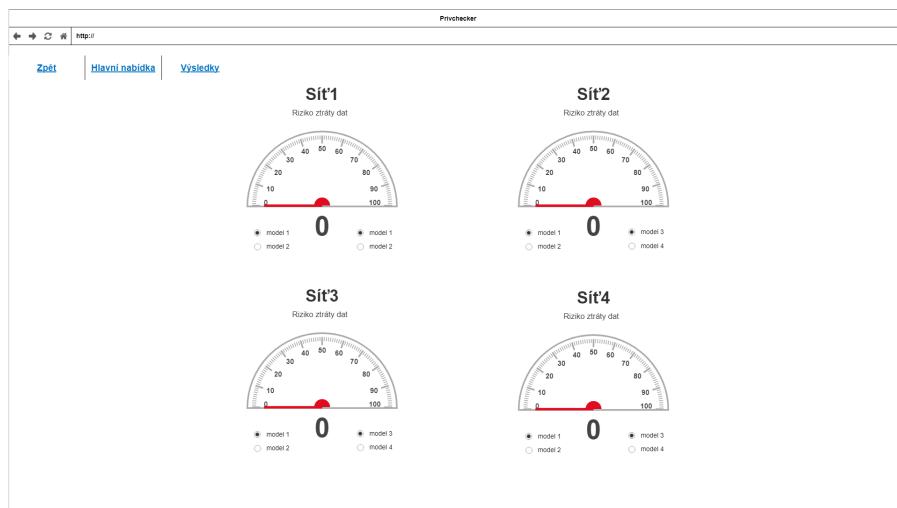 Privchecker
http://
Zpět Hlavní nabídka Výsledky
Síť1 Síť2
Riziko ztráty dat Riziko ztráty dat
0 10 20 30 40 50 60 70 80 90 100 0 10 20 30 40 50 60 70 80 90 100
0 0
model 1 model 1 model 1 model 3
model 2 model 2 model 2 model 4
Síť3 Síť4
Riziko ztráty dat Riziko ztráty dat
0 10 20 30 40 50 60 70 80 90 100 0 10 20 30 40 50 60 70 80 90 100
0 0
model 1 model 3 model 1 model 3
model 2 model 4 model 2 model 4